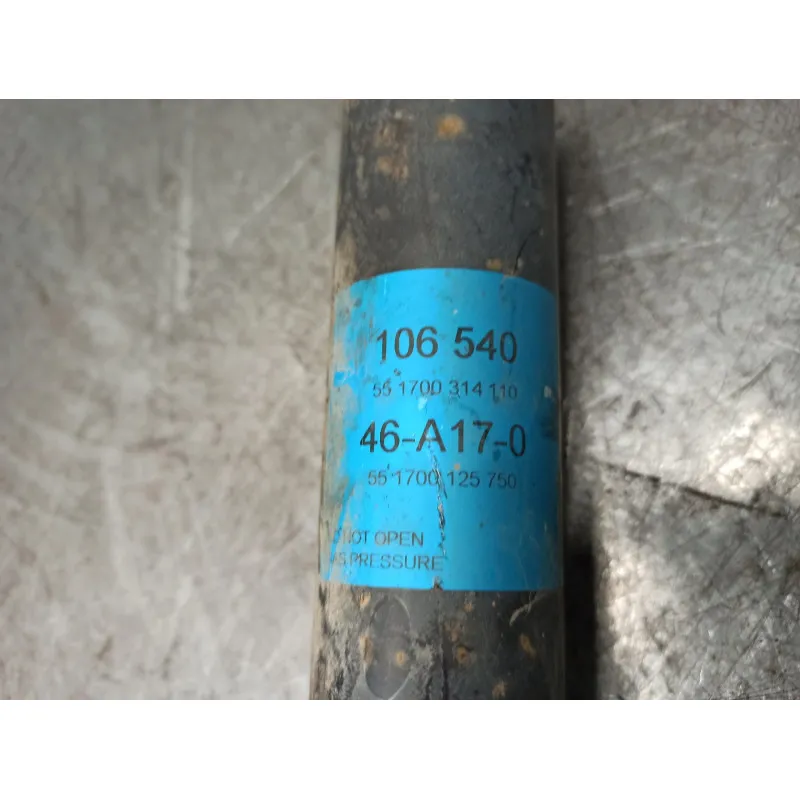 106 540
55 1700 314 110
46-A17-0
55 1700 125 750
NOT OPEN
PRESSURE